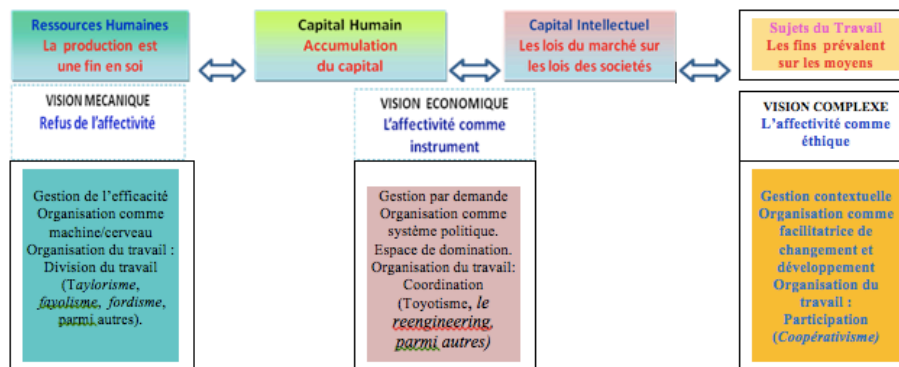 Ressources Humaines
La production est
une fin en soi
Capital Humain
Accumulation
du capital
Capital Intellectuel
Les lois du marché sur
les lois des societés
Sujets du Travail
Les fins prévalent
sur les moyens
VISION MECANIQUE
Refus de l'affectivité
VISION ECONOMIQUE
L'affectivité comme
instrument
VISION COMPLEXE
L'affectivité comme
éthique
Gestion de l'efficacité
Organisation comme
machine/cerveau
Organisation du travail :
Division du travail
(Taylorisme,
fayolisme, fordisme,
parmi autres).
Gestion par demande
Organisation comme
système politique.
Espace de domination.
Organisation du travail:
Coordination
(Toyotisme, le
reengineering,
parmi autres)
Gestion contextuelle
Organisation comme
facilitatrice de
changement et
développement
Organisation du
travail :
Participation
(Coopérativisme)